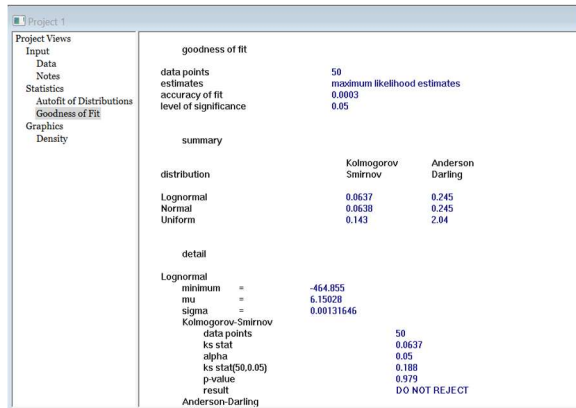 Project 1
Project Views
Input
Data
Notes
Statistics
Autofit of Distributions
Goodness of Fit
Graphics
Density
goodness of fit
data points 50
estimates maximum likelihood estimates
accuracy of fit 0.0003
level of significance 0.05
summary
Kolmogorov Anderson
distribution Smirnov Darling
Lognormal 0.0637 0.245
Normal 0.0638 0.245
Uniform 0.143 2.04
detail
Lognormal
minimum = -464.855
mu = 6.15028
sigma = 0.00131646
Kolmogorov-Smirnov
data points 50
ks stat 0.0637
alpha 0.05
ks stat(50,0.05) 0.188
p-value 0.979
result DO NOT REJECT
Anderson-Darling